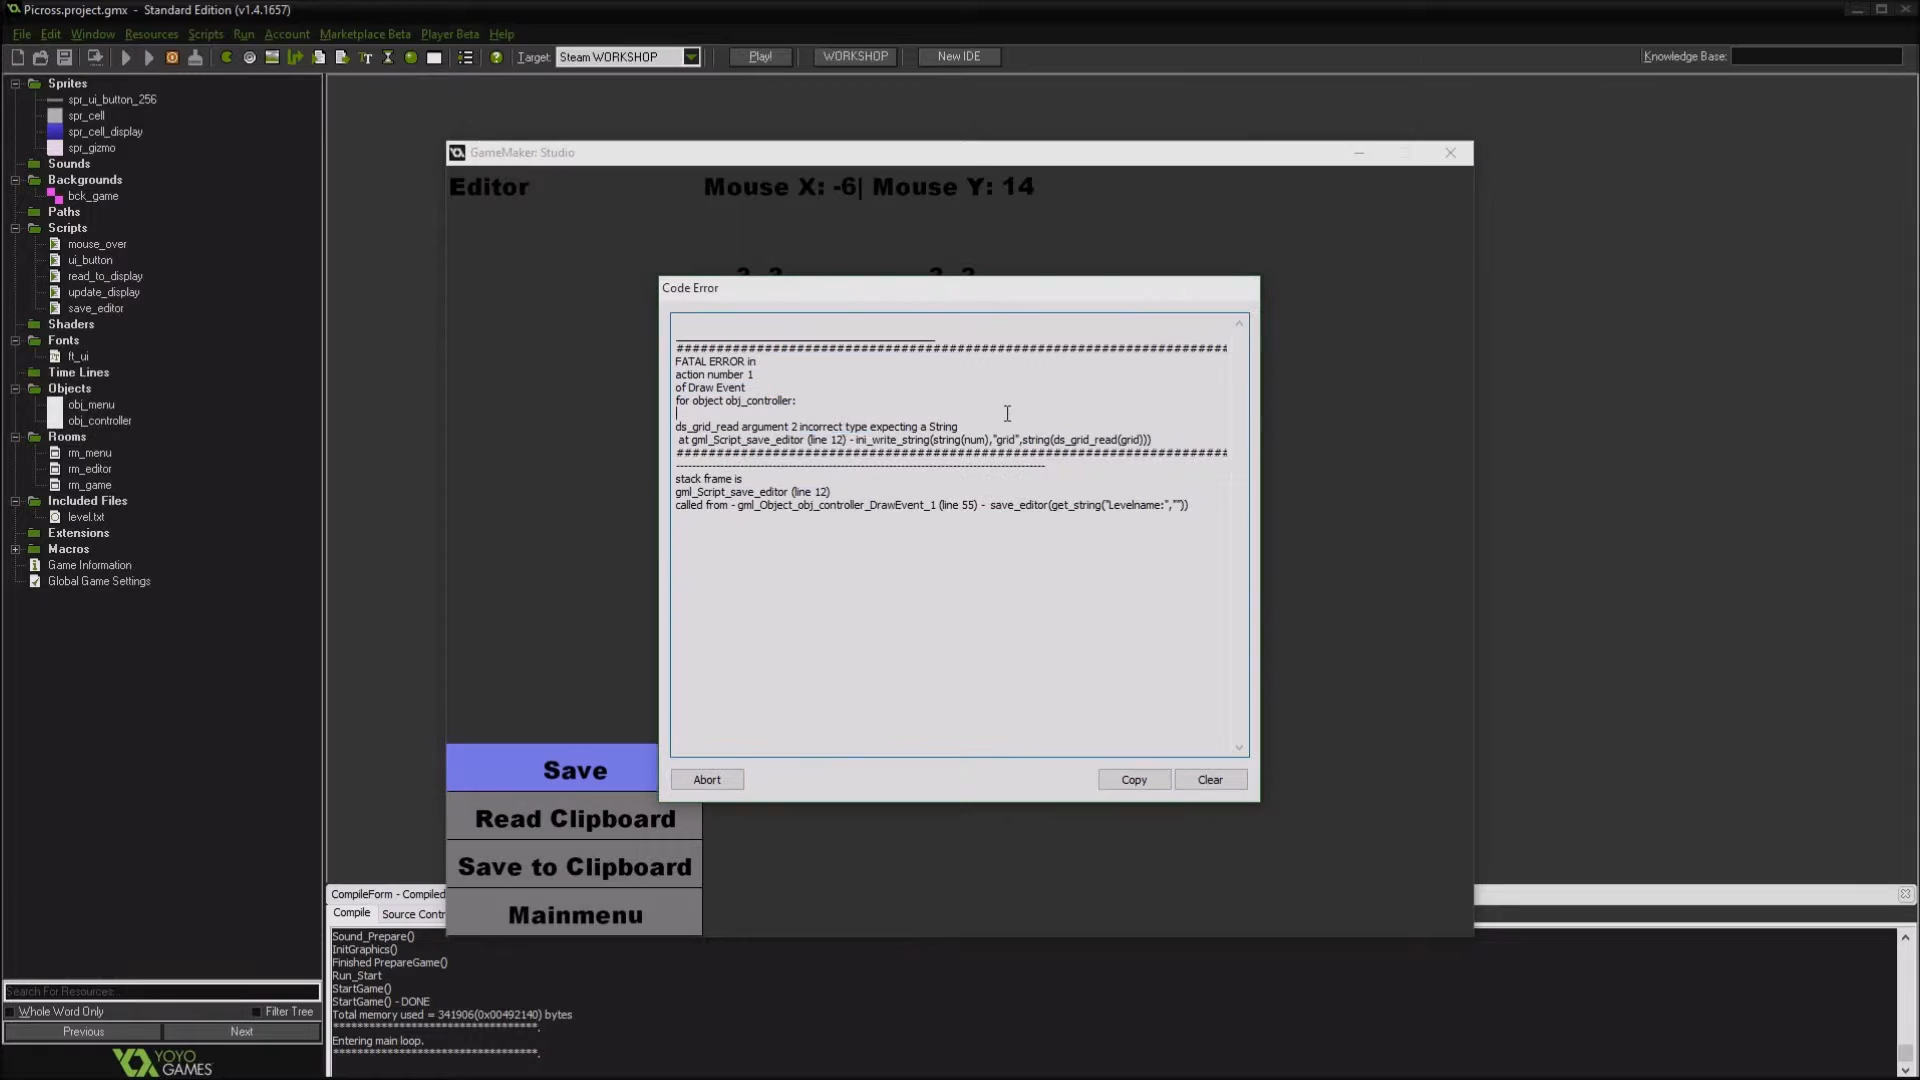 Picross.project.gmx - Standard Edition (v1.4.1657)
File Edit Window Resources Scripts Run Account Marketplace Beta Player Beta Help
Target: Steam WORKSHOP Play! WORKSHOP New IDE Knowledge Base:
Sprites
spr_ui_button_256
spr_cell
spr_cell_display
spr_gizmo
Sounds
Backgrounds
bck_game
Paths
Scripts
mouse_over
ui_button
read_to_display
update_display
save_editor
Shaders
Fonts
ft_ui
Time Lines
Objects
obj_menu
obj_controller
Rooms
rm_menu
rm_editor
rm_game
Included Files
level.txt
Extensions
Macros
Game Information
Global Game Settings
Search For Resources...
Whole Word Only Filter Tree
Previous Next
YOYO
GAMES
GameMaker: Studio
Editor Mouse X: -6| Mouse Y: 14
Code Error
____________________________________________
############################################################################################
FATAL ERROR in
action number 1
of Draw Event
for object obj_controller:
ds_grid_read argument 2 incorrect type expecting a String
at gml_Script_save_editor (line 12) - ini_write_string(string(num),"grid",string(ds_grid_read(grid)))
############################################################################################
--------------------------------------------------------------------------------------------
stack frame is
gml_Script_save_editor (line 12)
called from - gml_Object_obj_controller_DrawEvent_1 (line 55) - save_editor(get_string("Levelname:",""))
Abort Copy Clear
Save
Read Clipboard
Save to Clipboard
Mainmenu
CompileForm - Compiled
Compile Source Contr
Sound_Prepare()
InitGraphics()
Finished PrepareGame()
Run_Start
StartGame()
StartGame() - DONE
Total memory used = 341906(0x00492140) bytes
**********************************.
Entering main loop.
**********************************.